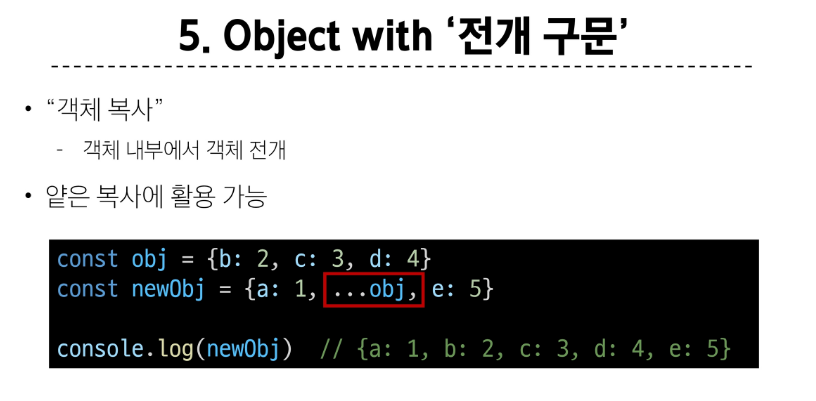 5. Object with ‘전개 구문’
• “객체 복사”
- 객체 내부에서 객체 전개
• 얕은 복사에 활용 가능
const obj = {b: 2, c: 3, d: 4}
const newObj = {a: 1, ...obj, e: 5}
console.log(newObj) // {a: 1, b: 2, c: 3, d: 4, e: 5}